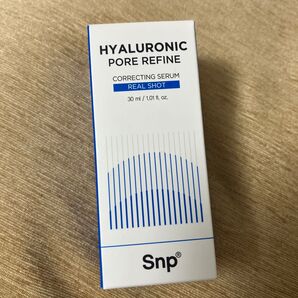 HYALURONIC
PORE REFINE
CORRECTING SERUM
REAL SHOT
30 ml / 1.01 fl. oz.
Snp®